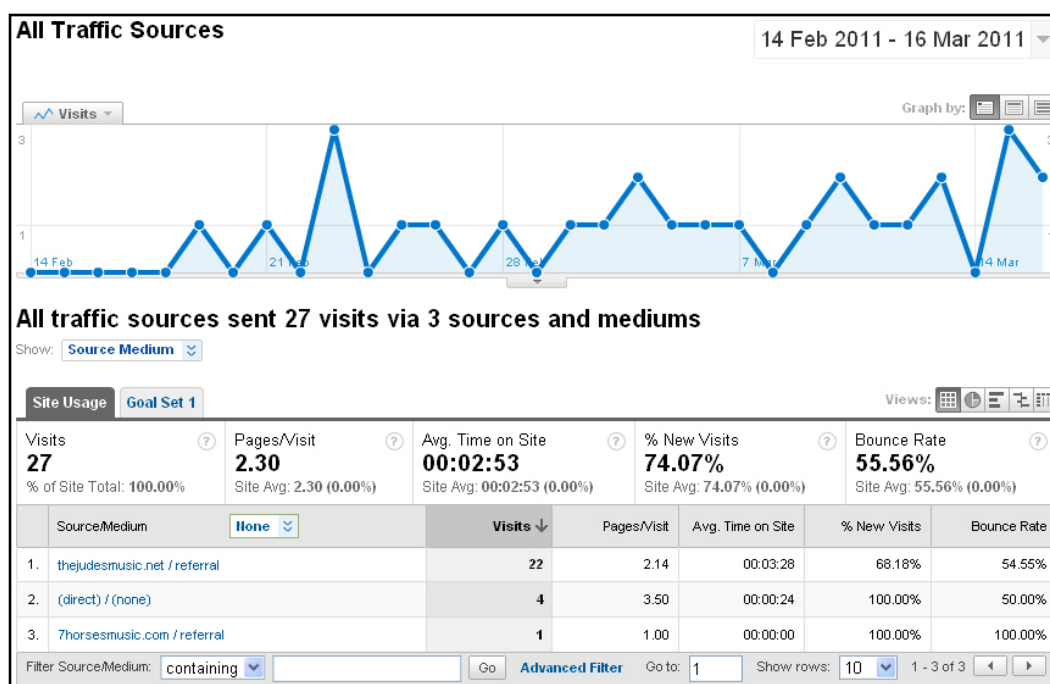 All Traffic Sources
14 Feb 2011 - 16 Mar 2011
Visits
Graph by:
3
3
1
1
14 Feb
21 Feb
28 Feb
7 Mar
14 Mar
All traffic sources sent 27 visits via 3 sources and mediums
Show: Source Medium
Site Usage Goal Set 1 Views:
Visits ? Pages/Visit ? Avg. Time on Site ? % New Visits ? Bounce Rate ?
27 2.30 00:02:53 74.07% 55.56%
% of Site Total: 100.00% Site Avg: 2.30 (0.00%) Site Avg: 00:02:53 (0.00%) Site Avg: 74.07% (0.00%) Site Avg: 55.56% (0.00%)
Source/Medium None Visits Pages/Visit Avg. Time on Site % New Visits Bounce Rate
1. thejudesmusic.net / referral 22 2.14 00:03:28 68.18% 54.55%
2. (direct) / (none) 4 3.50 00:00:24 100.00% 50.00%
3. 7horsesmusic.com / referral 1 1.00 00:00:00 100.00% 100.00%
Filter Source/Medium: containing Go Advanced Filter Go to: 1 Show rows: 10 1 - 3 of 3